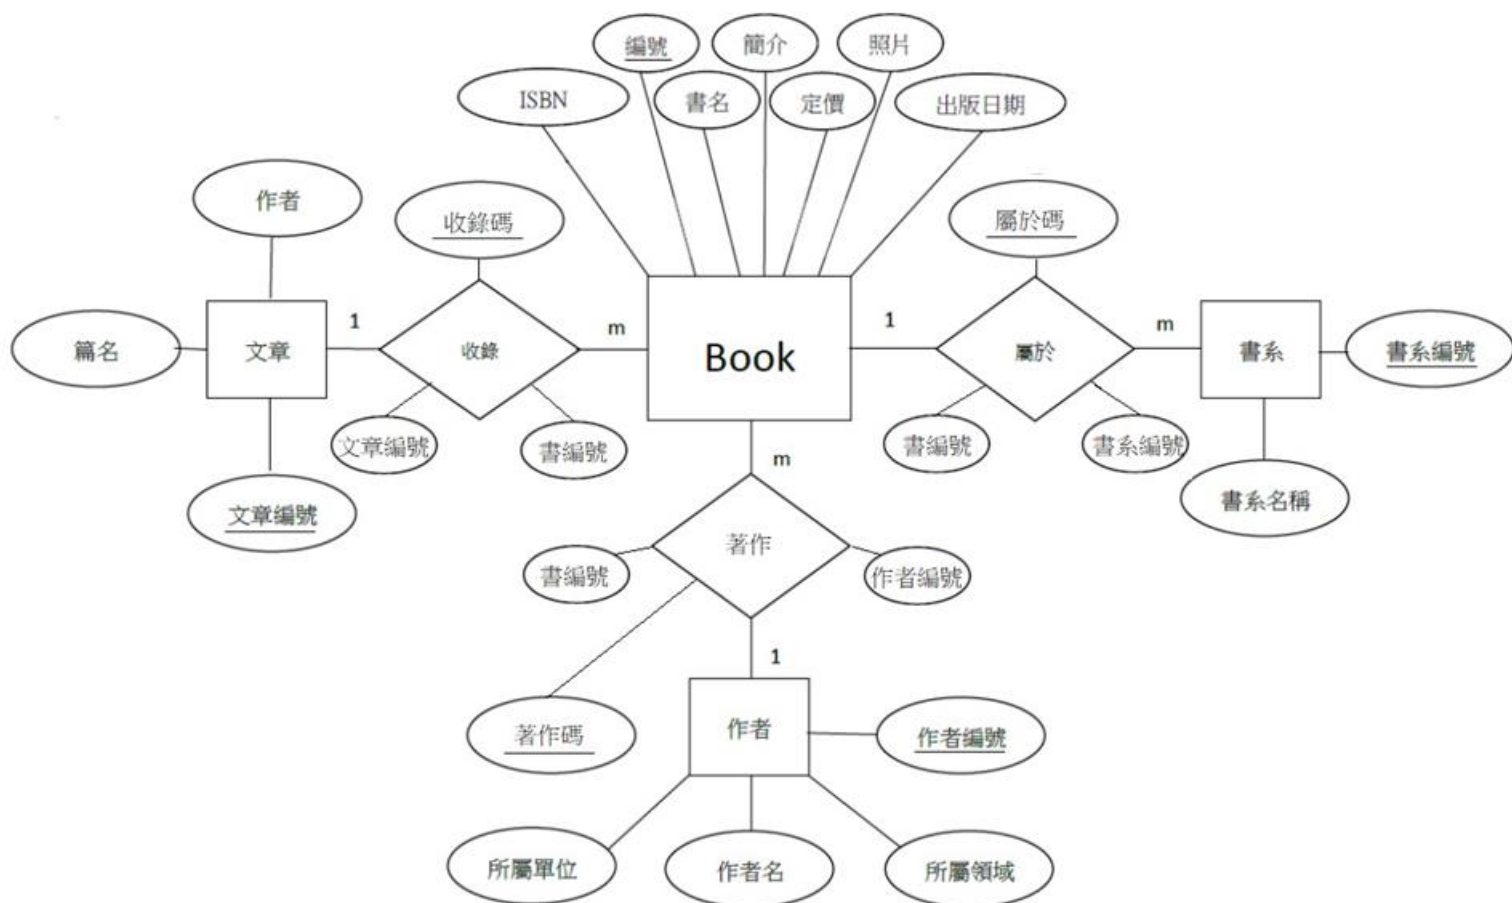 編號
簡介
照片
ISBN
書名
定價
出版日期
作者
收錄碼
屬於碼
篇名
文章
1
收錄
m
Book
1
屬於
m
書系
書系編號
文章編號
書編號
書編號
書系編號
m
文章編號
書系名稱
著作
書編號
作者編號
1
著作碼
作者
作者編號
所屬單位
作者名
所屬領域